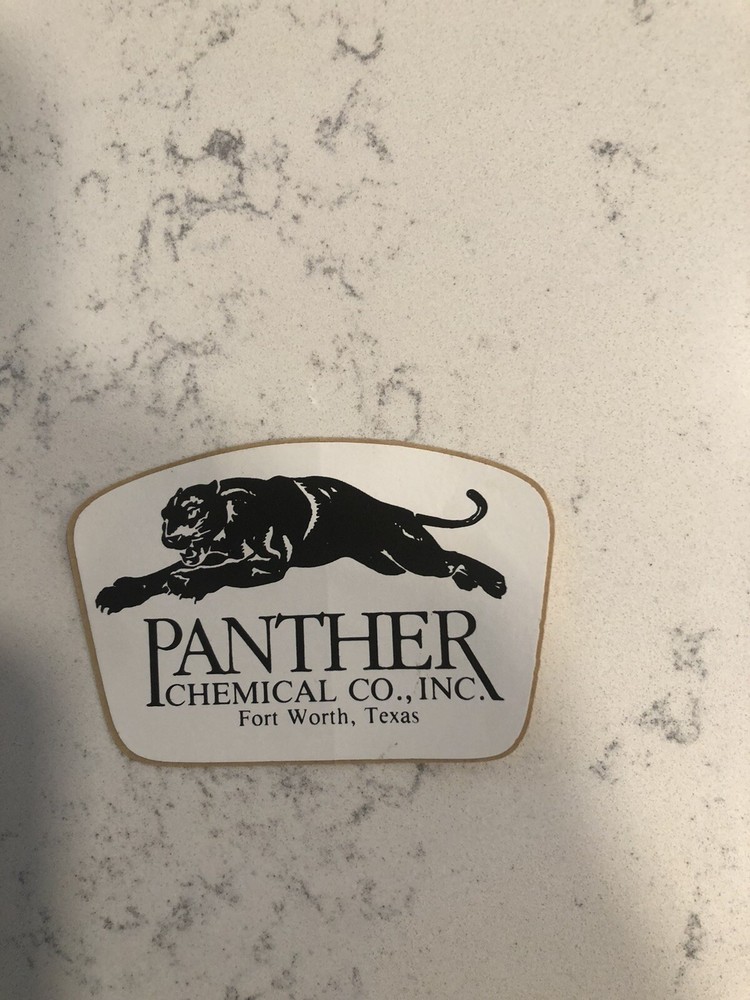 PANTHER
CHEMICAL CO., INC.
Fort Worth, Texas